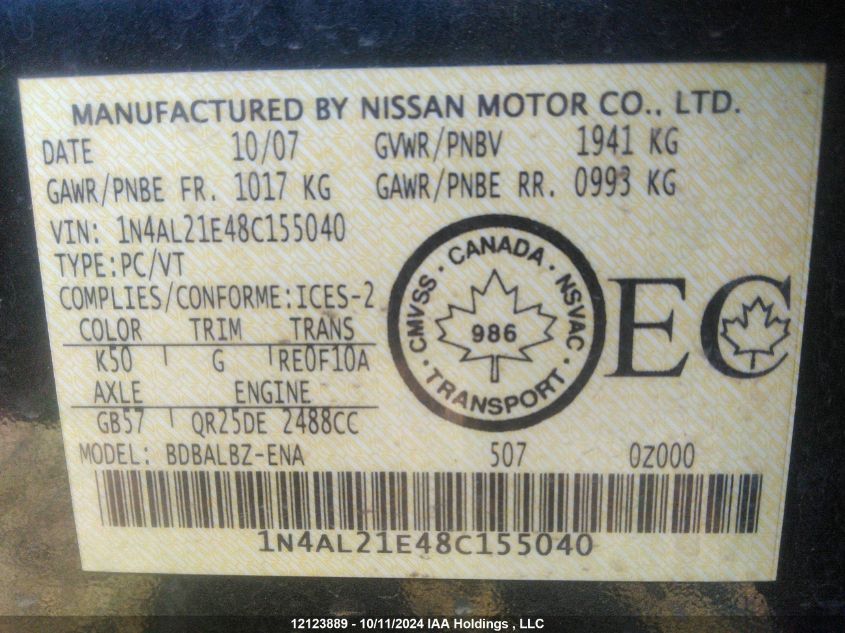 MANUFACTURED BY NISSAN MOTOR CO., LTD.
DATE 10/07 GVWR/PNBV 1941 KG
GAWR/PNBE FR. 1017 KG GAWR/PNBE RR. 0993 KG
VIN: 1N4AL21E48C155040
TYPE:PC/VT
COMPLIES/CONFORME:ICES-2
CMVSS · CANADA · NSVAC · TRANSPORT ·
986
EC
COLOR TRIM TRANS
K50 G RE0F10A
AXLE ENGINE
GB57 QR25DE 2488CC
MODEL: BDBALBZ-ENA 507 0Z000
1N4AL21E48C155040
12123889 - 10/11/2024 IAA Holdings , LLC